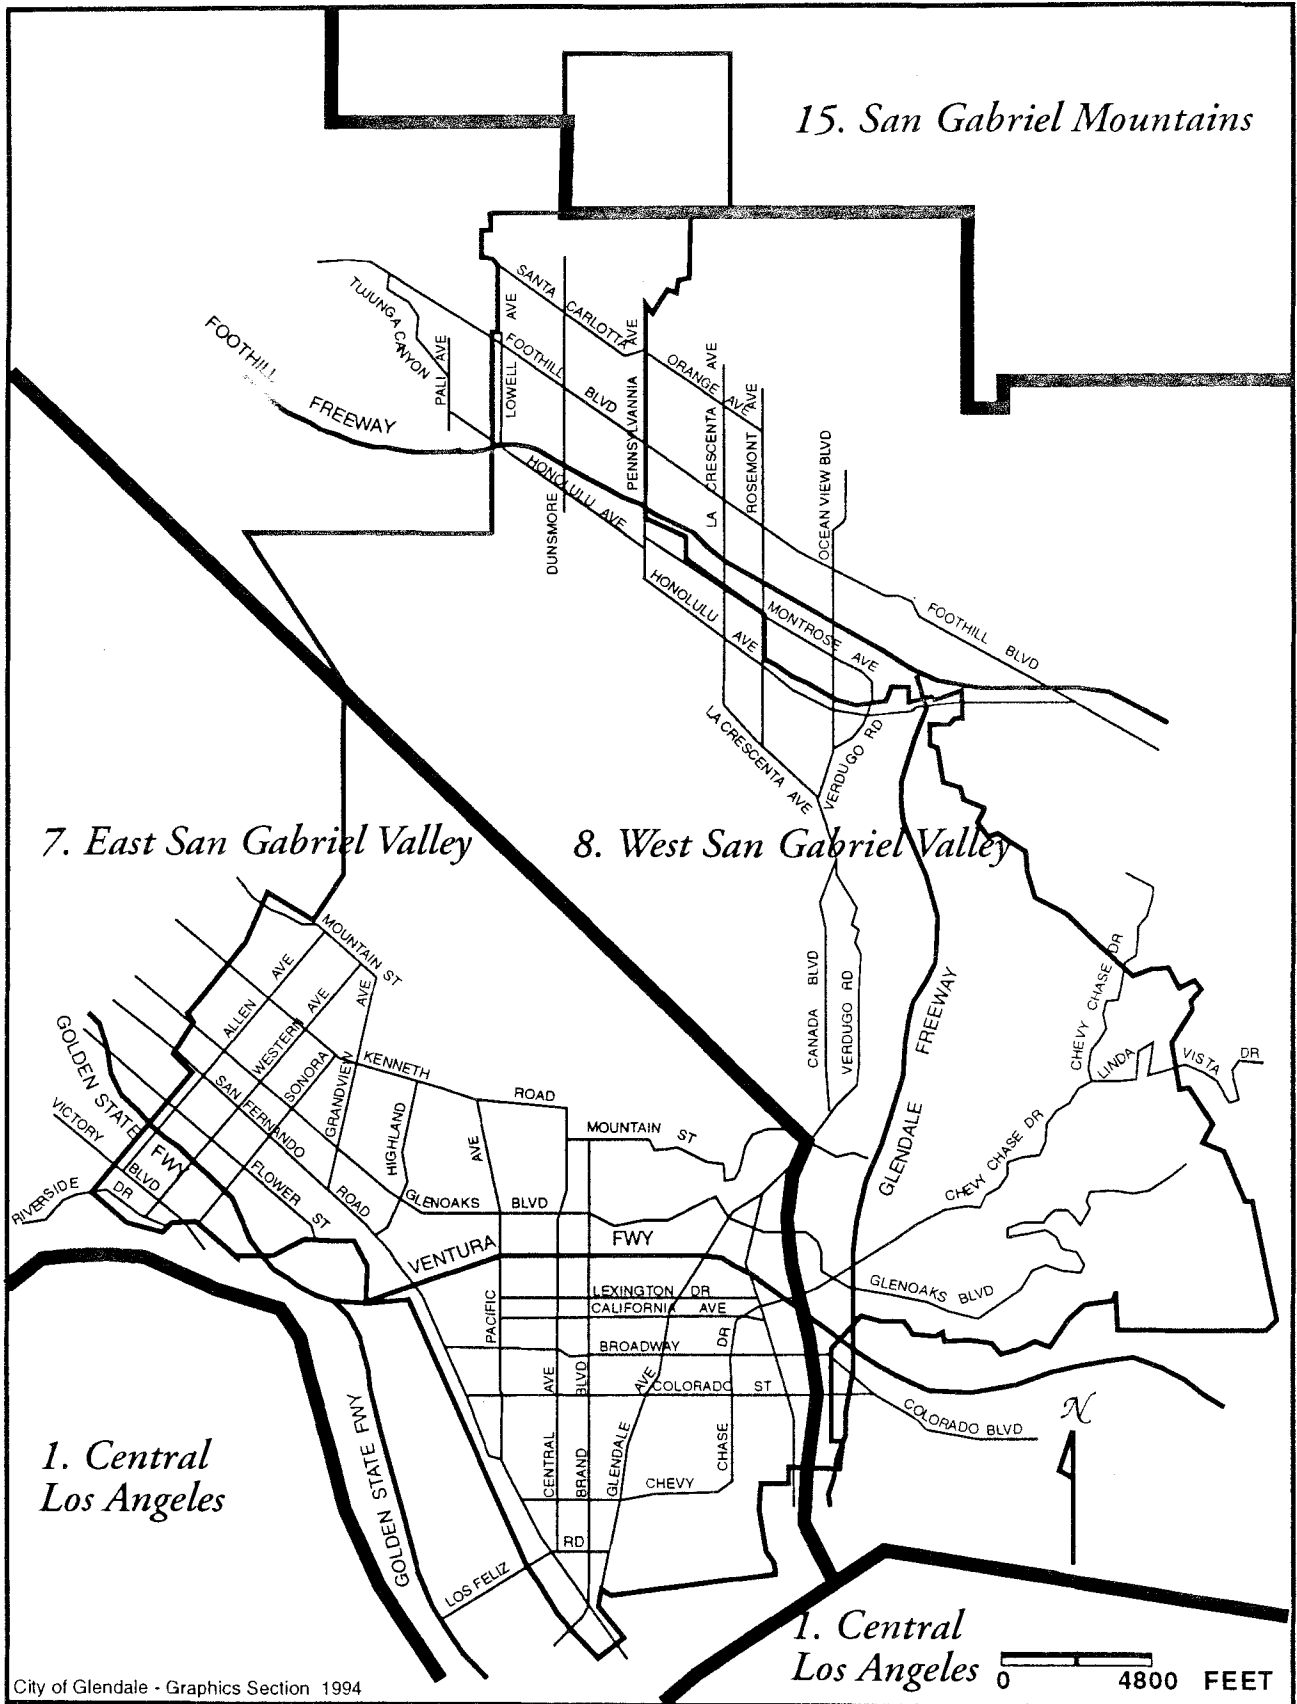 15. San Gabriel Mountains
SANTA CARLOTTA AVE
TUJUNGA CANYON
PALI AVE
LOWELL AVE
FOOTHILL BLVD
FOOTHILL FREEWAY
PENNSYLVANIA AVE
ORANGE AVE
LA CRESCENTA AVE
ROSEMONT AVE
OCEAN VIEW BLVD
DUNSMORE
HONOLULU AVE
HONOLULU AVE
MONTROSE AVE
FOOTHILL BLVD
LA CRESCENTA AVE
VERDUGO RD
7. East San Gabriel Valley
8. West San Gabriel Valley
MOUNTAIN ST
ALLEN AVE
WESTERN AVE
SONORA
GRANDVIEW AVE
CANADA BLVD
VERDUGO RD
GLENDALE FREEWAY
CHEVY CHASE DR
LINDA VISTA DR
GOLDEN STATE FWY
KENNETH ROAD
SAN FERNANDO ROAD
VICTORY BLVD
HIGHLAND
MOUNTAIN ST
CHEVY CHASE DR
RIVERSIDE DR
FLOWER ST
GLENOAKS BLVD
VENTURA FWY
GLENOAKS BLVD
PACIFIC AVE
LEXINGTON DR
CALIFORNIA AVE
BROADWAY
COLORADO ST
COLORADO BLVD
N
CENTRAL AVE
BRAND BLVD
GLENDALE AVE
CHEVY CHASE DR
1. Central
Los Angeles
GOLDEN STATE FWY
LOS FELIZ RD
1. Central
Los Angeles
0 4800 FEET
City of Glendale - Graphics Section 1994